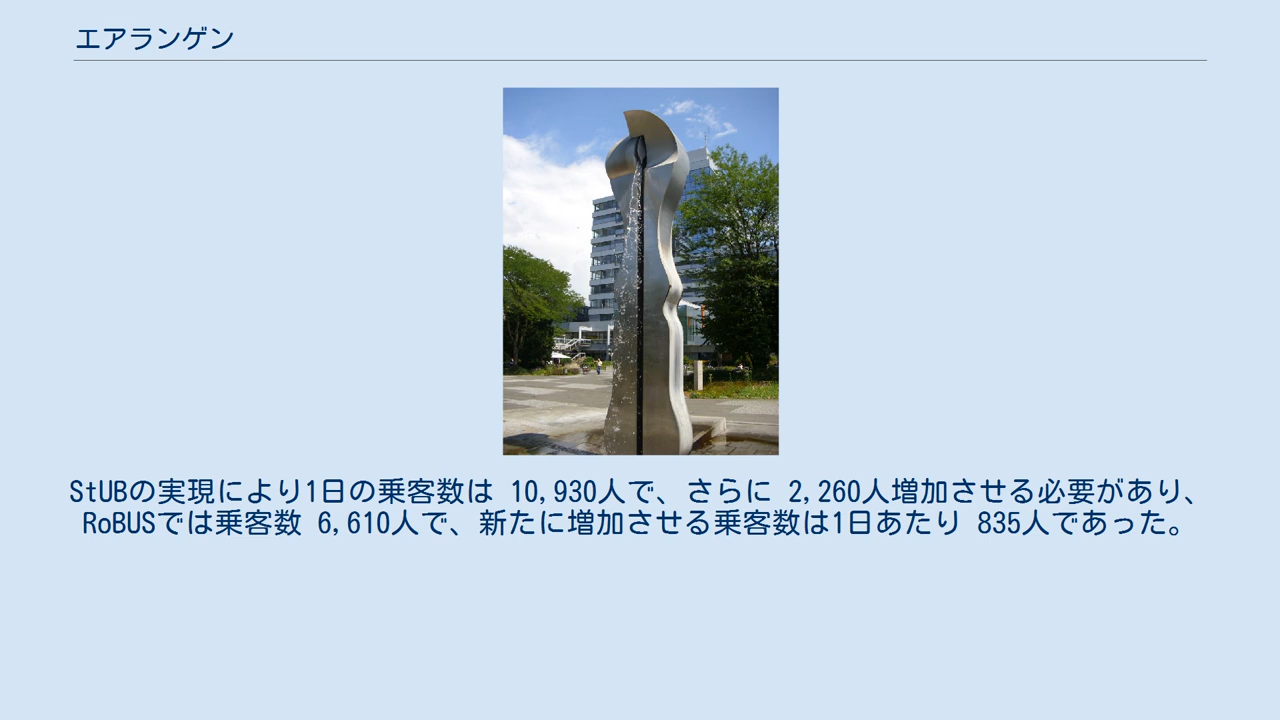 エアランゲン
StUBの実現により1日の乗客数は 10,930人で、さらに 2,260人増加させる必要があり、
RoBUSでは乗客数 6,610人で、新たに増加させる乗客数は1日あたり 835人であった。